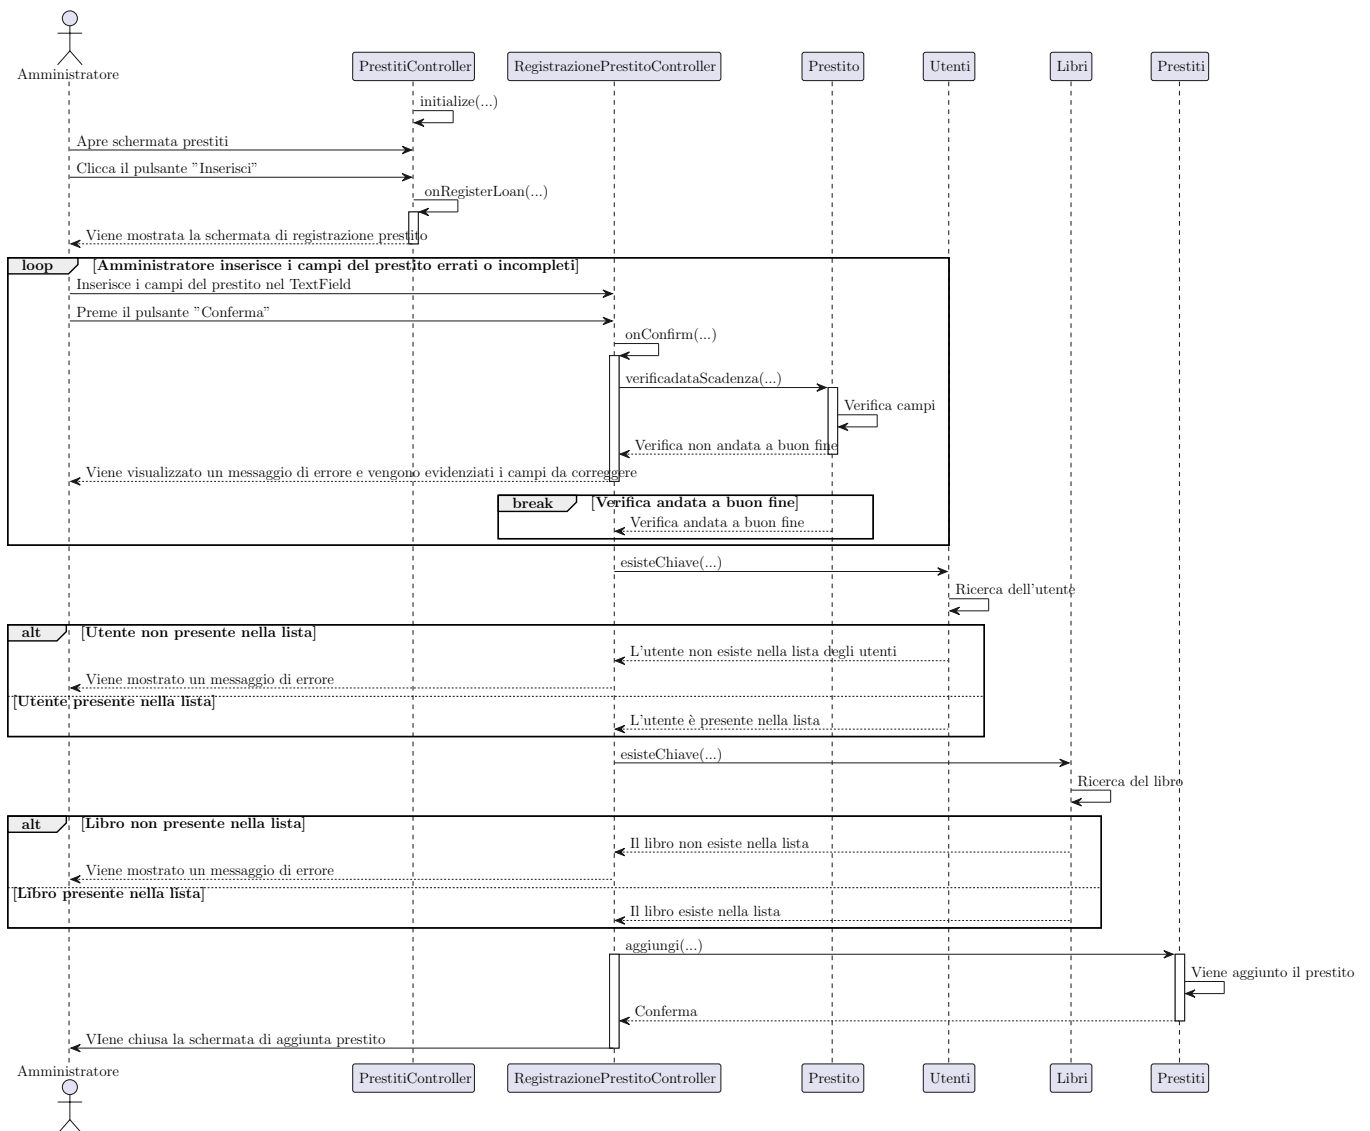 Amministratore
PrestitiController
RegistrazionePrestitoController
Prestito
Utenti
Libri
Prestiti
initialize(...)
Apre schermata prestiti
Clicca il pulsante ”Inserisci”
onRegisterLoan(...)
Viene mostrata la schermata di registrazione prestito
loop
[Amministratore inserisce i campi del prestito errati o incompleti]
Inserisce i campi del prestito nel TextField
Preme il pulsante ”Conferma”
onConfirm(...)
verificadataScadenza(...)
Verifica campi
Verifica non andata a buon fine
Viene visualizzato un messaggio di errore e vengono evidenziati i campi da correggere
break
[Verifica andata a buon fine]
Verifica andata a buon fine
esisteChiave(...)
Ricerca dell'utente
alt
[Utente non presente nella lista]
L'utente non esiste nella lista degli utenti
Viene mostrato un messaggio di errore
[Utente presente nella lista]
L'utente è presente nella lista
esisteChiave(...)
Ricerca del libro
alt
[Libro non presente nella lista]
Il libro non esiste nella lista
Viene mostrato un messaggio di errore
[Libro presente nella lista]
Il libro esiste nella lista
aggiungi(...)
Viene aggiunto il prestito
Conferma
VIene chiusa la schermata di aggiunta prestito
Amministratore
PrestitiController
RegistrazionePrestitoController
Prestito
Utenti
Libri
Prestiti